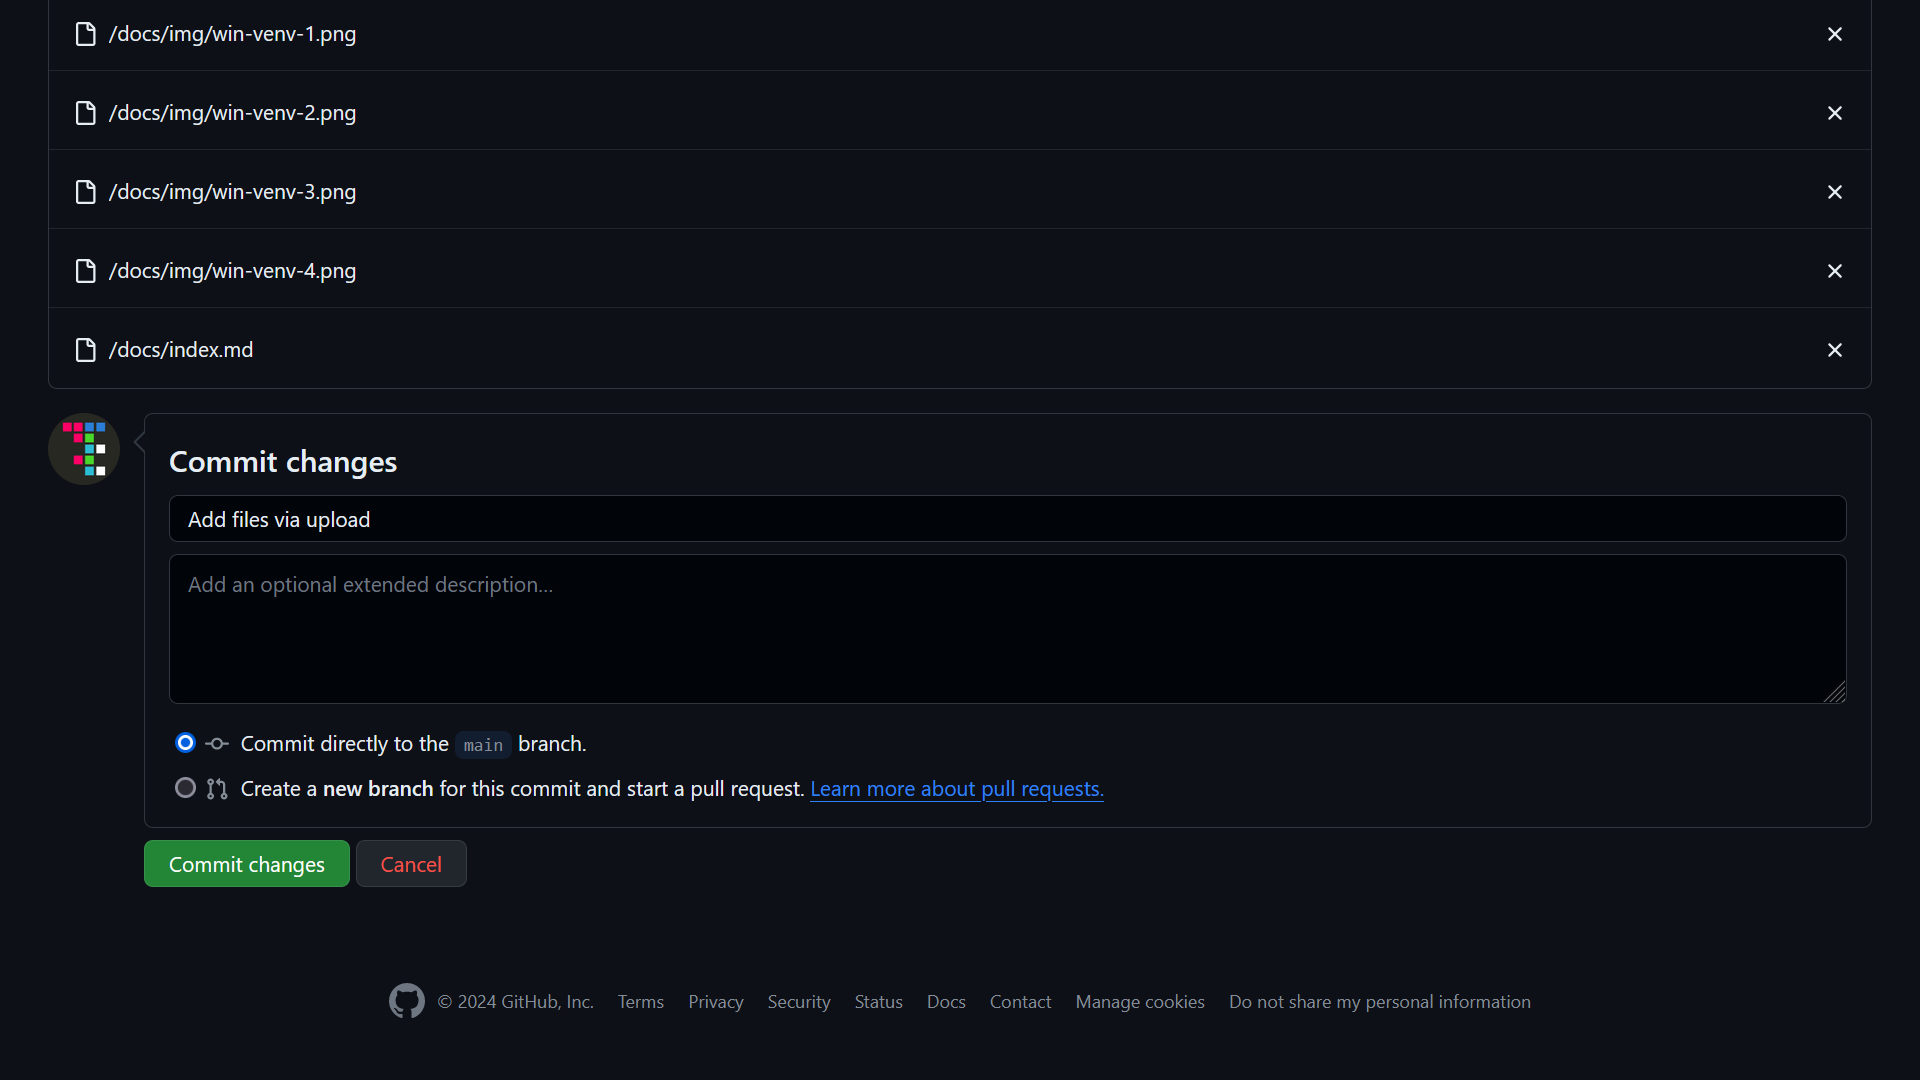 /docs/img/win-venv-1.png
/docs/img/win-venv-2.png
/docs/img/win-venv-3.png
/docs/img/win-venv-4.png
/docs/index.md
Commit changes
Add files via upload
Add an optional extended description...
Commit directly to the main branch.
Create a new branch for this commit and start a pull request. Learn more about pull requests.
Commit changes Cancel
© 2024 GitHub, Inc. Terms Privacy Security Status Docs Contact Manage cookies Do not share my personal information